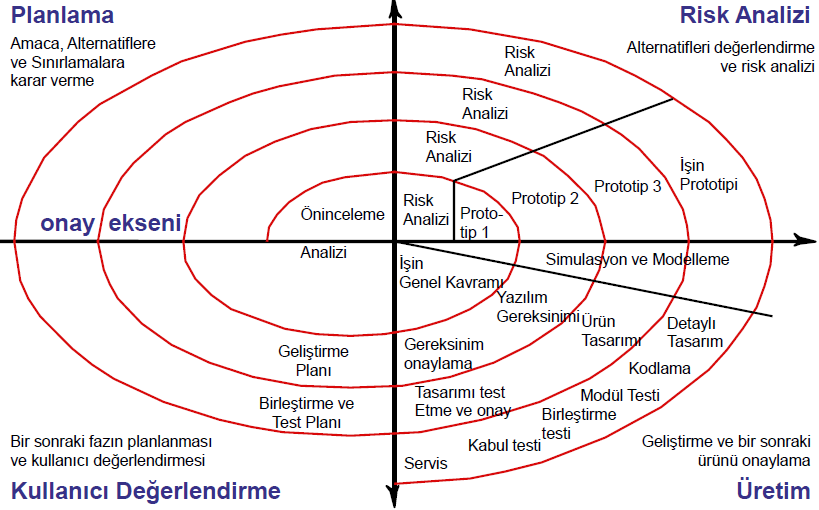 Planlama
Amaca, Alternatiflere
ve Sınırlamalara
karar verme
Risk Analizi
Alternatifleri değerlendirme
ve risk analizi
Risk
Analizi
Risk
Analizi
Risk
Analizi
Risk
Analizi
Proto-
tip 1
Prototip 2
Prototip 3
İşin
Prototipi
onay ekseni
Öninceleme
Analizi
Simulasyon ve Modelleme
İşin
Genel Kavramı
Yazılım
Gereksinimi
Ürün
Tasarımı
Detaylı
Tasarım
Geliştirme
Planı
Gereksinim
onaylama
Kodlama
Birleştirme ve
Test Planı
Tasarımı test
Etme ve onay
Modül Testi
Birleştirme
testi
Kabul testi
Servis
Bir sonraki fazın planlanması
ve kullanıcı değerlendirmesi
Kullanıcı Değerlendirme
Geliştirme ve bir sonraki
ürünü onaylama
Üretim